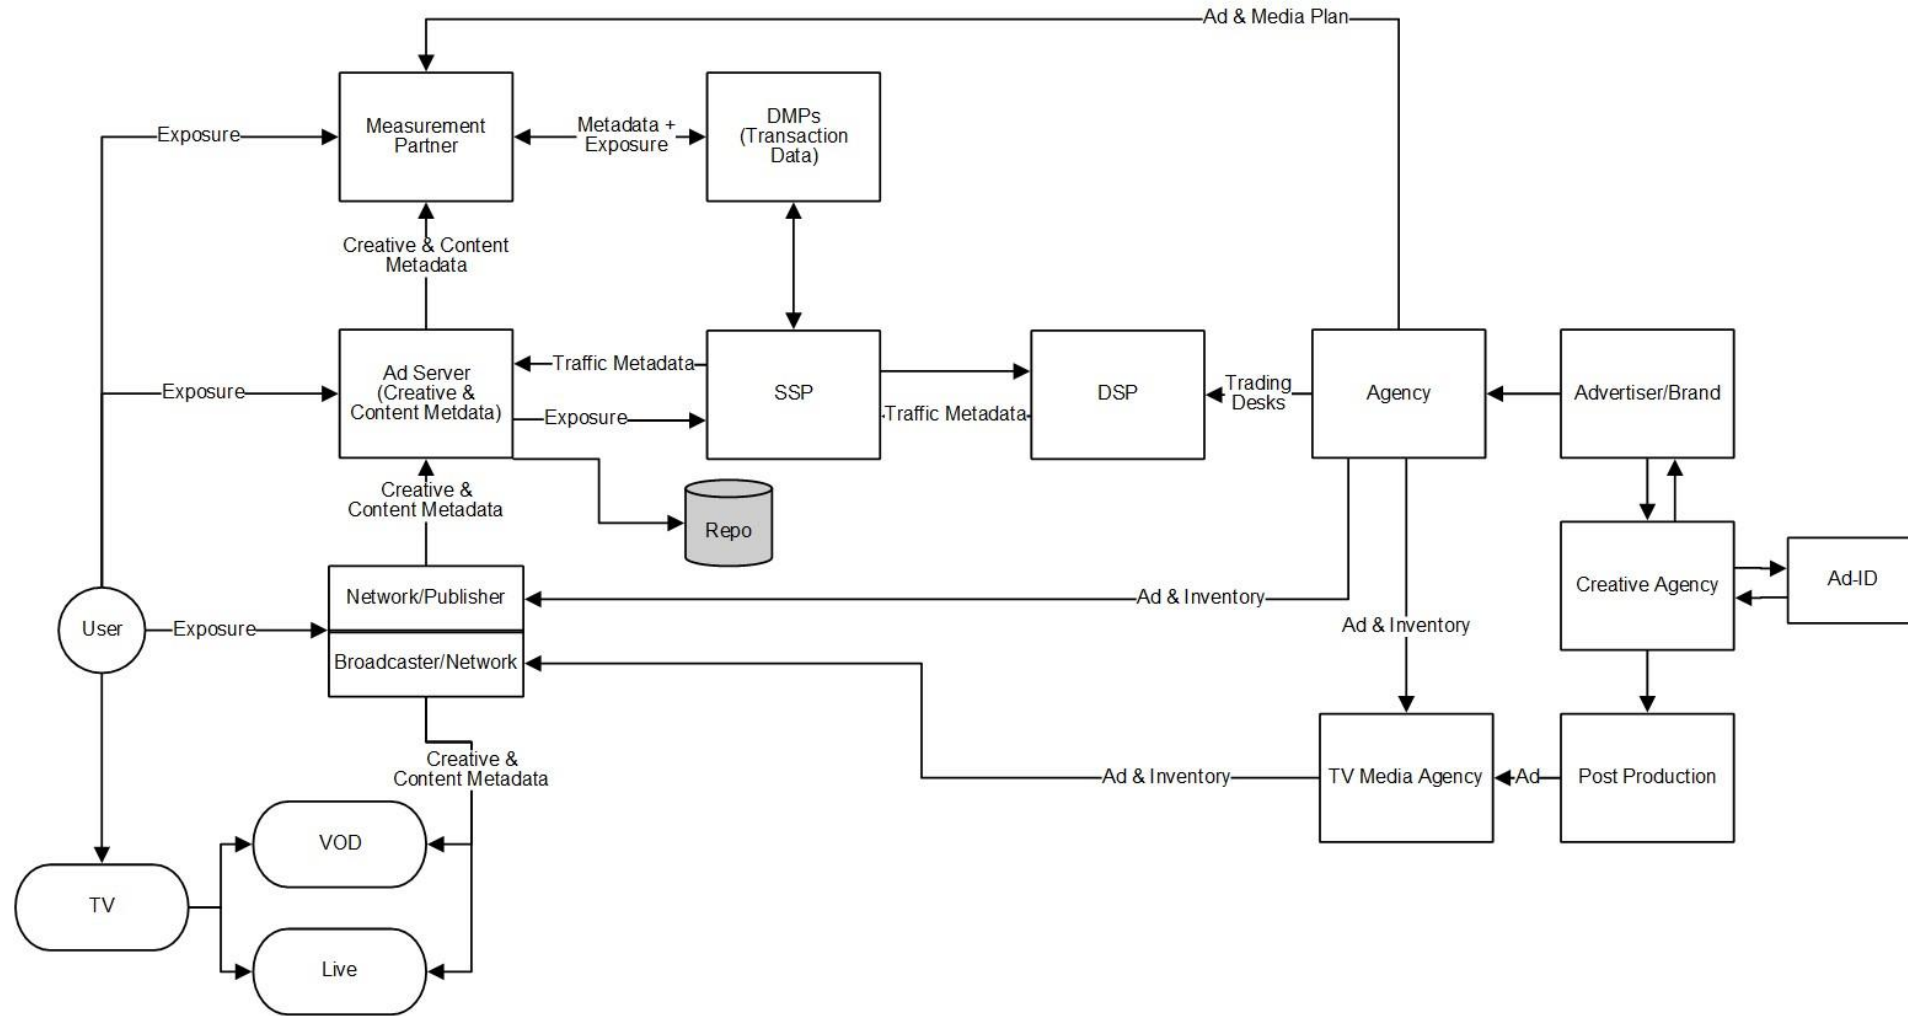 Ad & Media Plan
Measurement
Partner
DMPs
(Transaction
Data)
Exposure
Metadata +
Exposure
Creative & Content
Metadata
Ad Server
(Creative &
Content Metdata)
Exposure
Traffic Metadata
Exposure
SSP
Traffic Metadata
DSP
Trading
Desks
Agency
Advertiser/Brand
Creative &
Content Metadata
Repo
Network/Publisher
Ad & Inventory
Creative Agency
Ad-ID
User
Exposure
Broadcaster/Network
Ad & Inventory
Creative &
Content Metadata
Ad & Inventory
TV Media Agency
Ad
Post Production
VOD
TV
Live